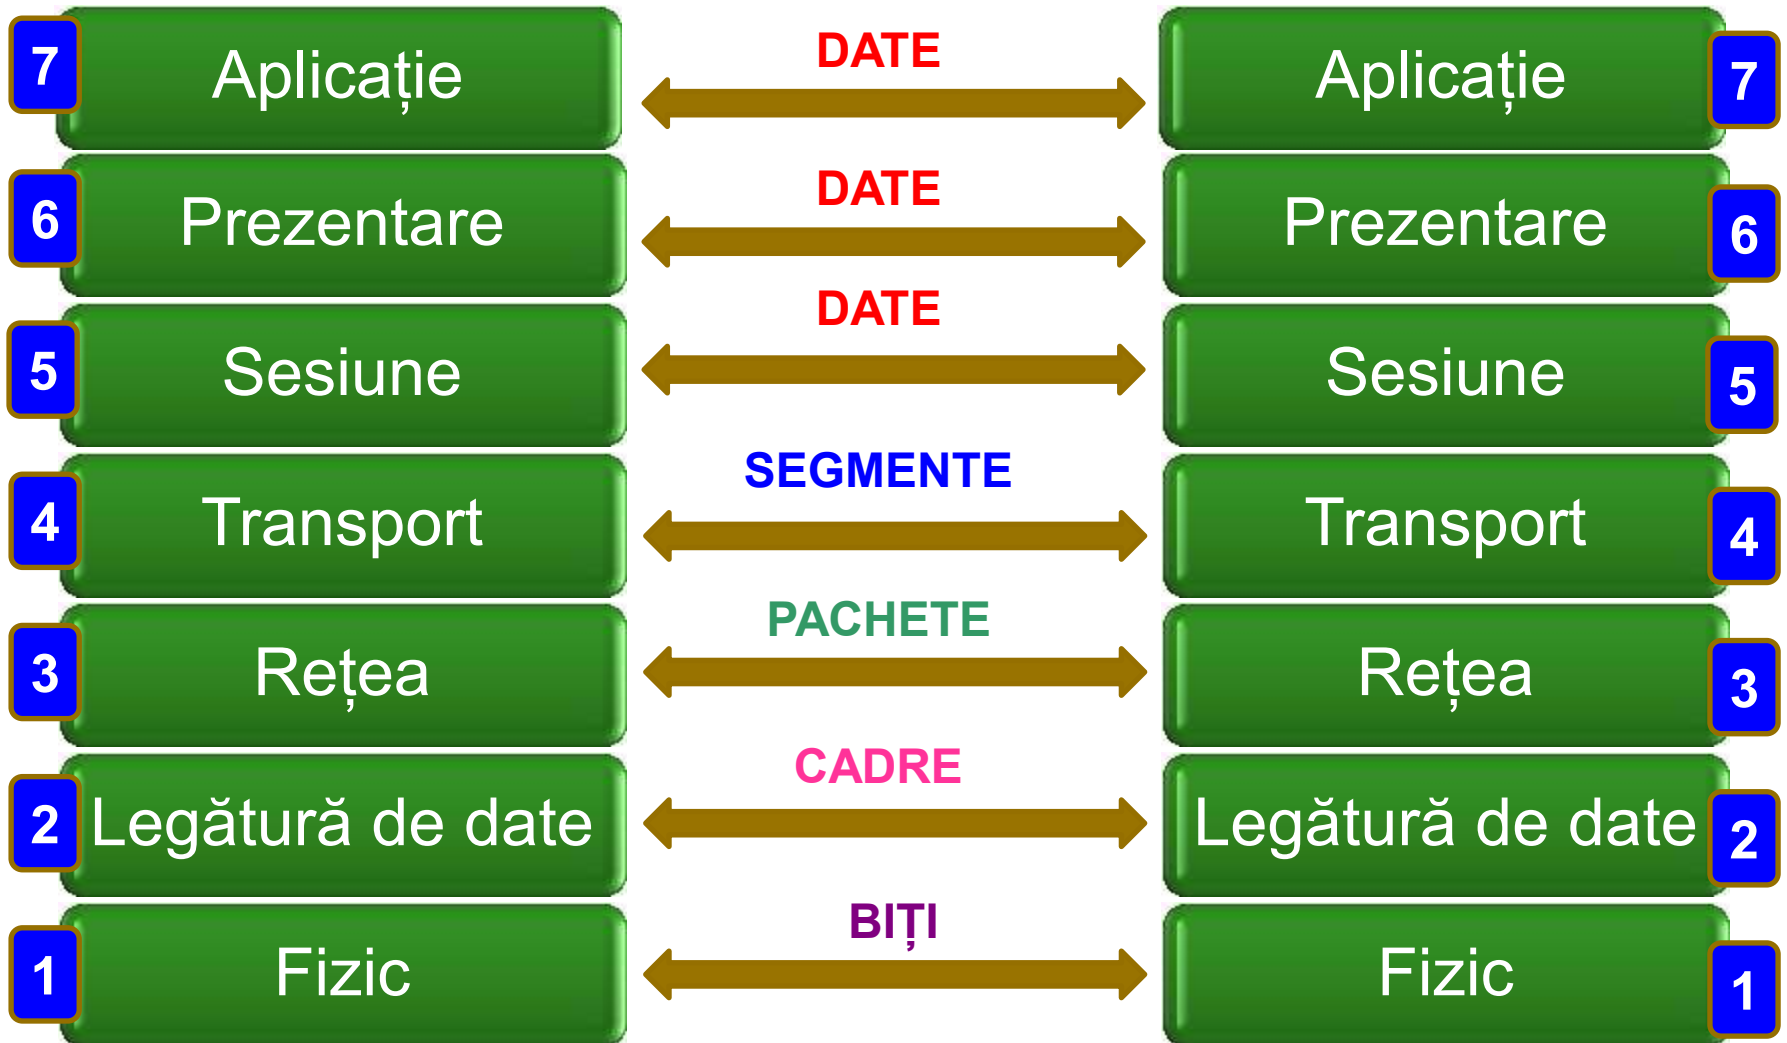 7 Aplicație DATE Aplicație 7
6 Prezentare DATE Prezentare 6
5 Sesiune DATE Sesiune 5
4 Transport SEGMENTE Transport 4
3 Rețea PACHETE Rețea 3
2 Legătură de date CADRE Legătură de date 2
1 Fizic BIȚI Fizic 1